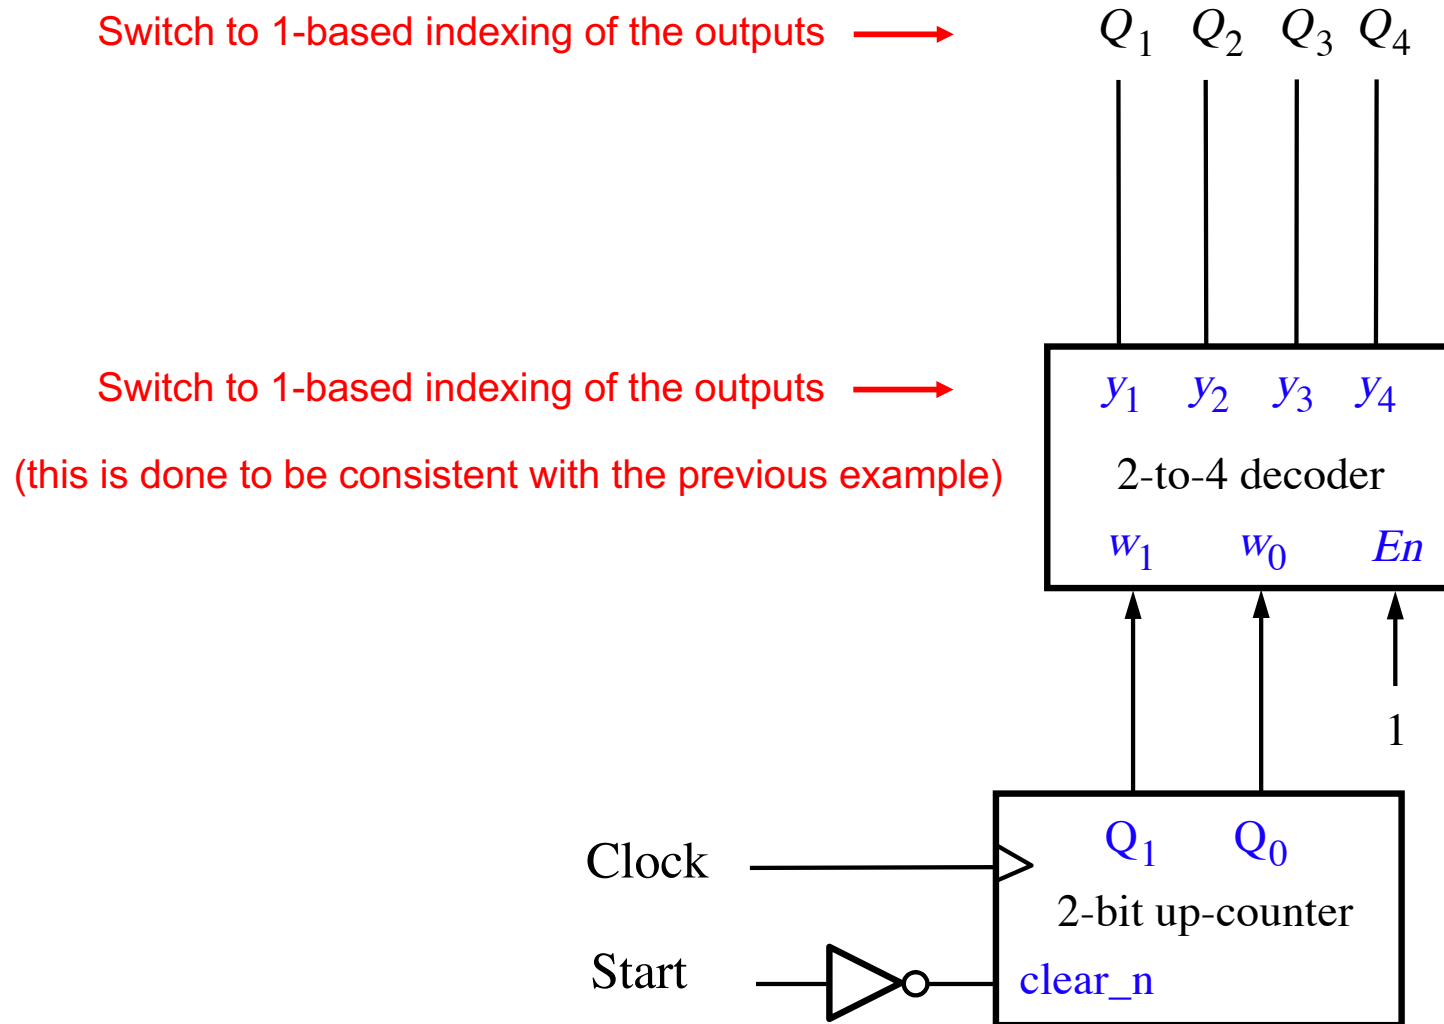 Switch to 1-based indexing of the outputs
Q1 Q2 Q3 Q4
Switch to 1-based indexing of the outputs
y1 y2 y3 y4
(this is done to be consistent with the previous example)
2-to-4 decoder
w1 w0 En
1
Q1 Q0
Clock
2-bit up-counter
Start
clear_n